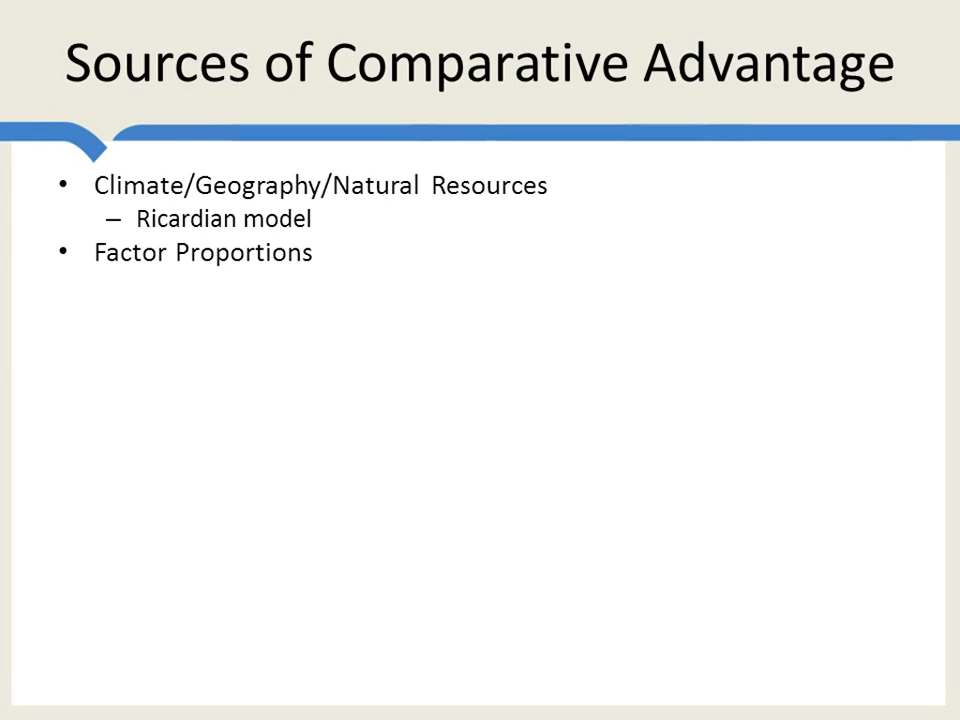 Sources of Comparative Advantage
• Climate/Geography/Natural Resources
– Ricardian model
• Factor Proportions